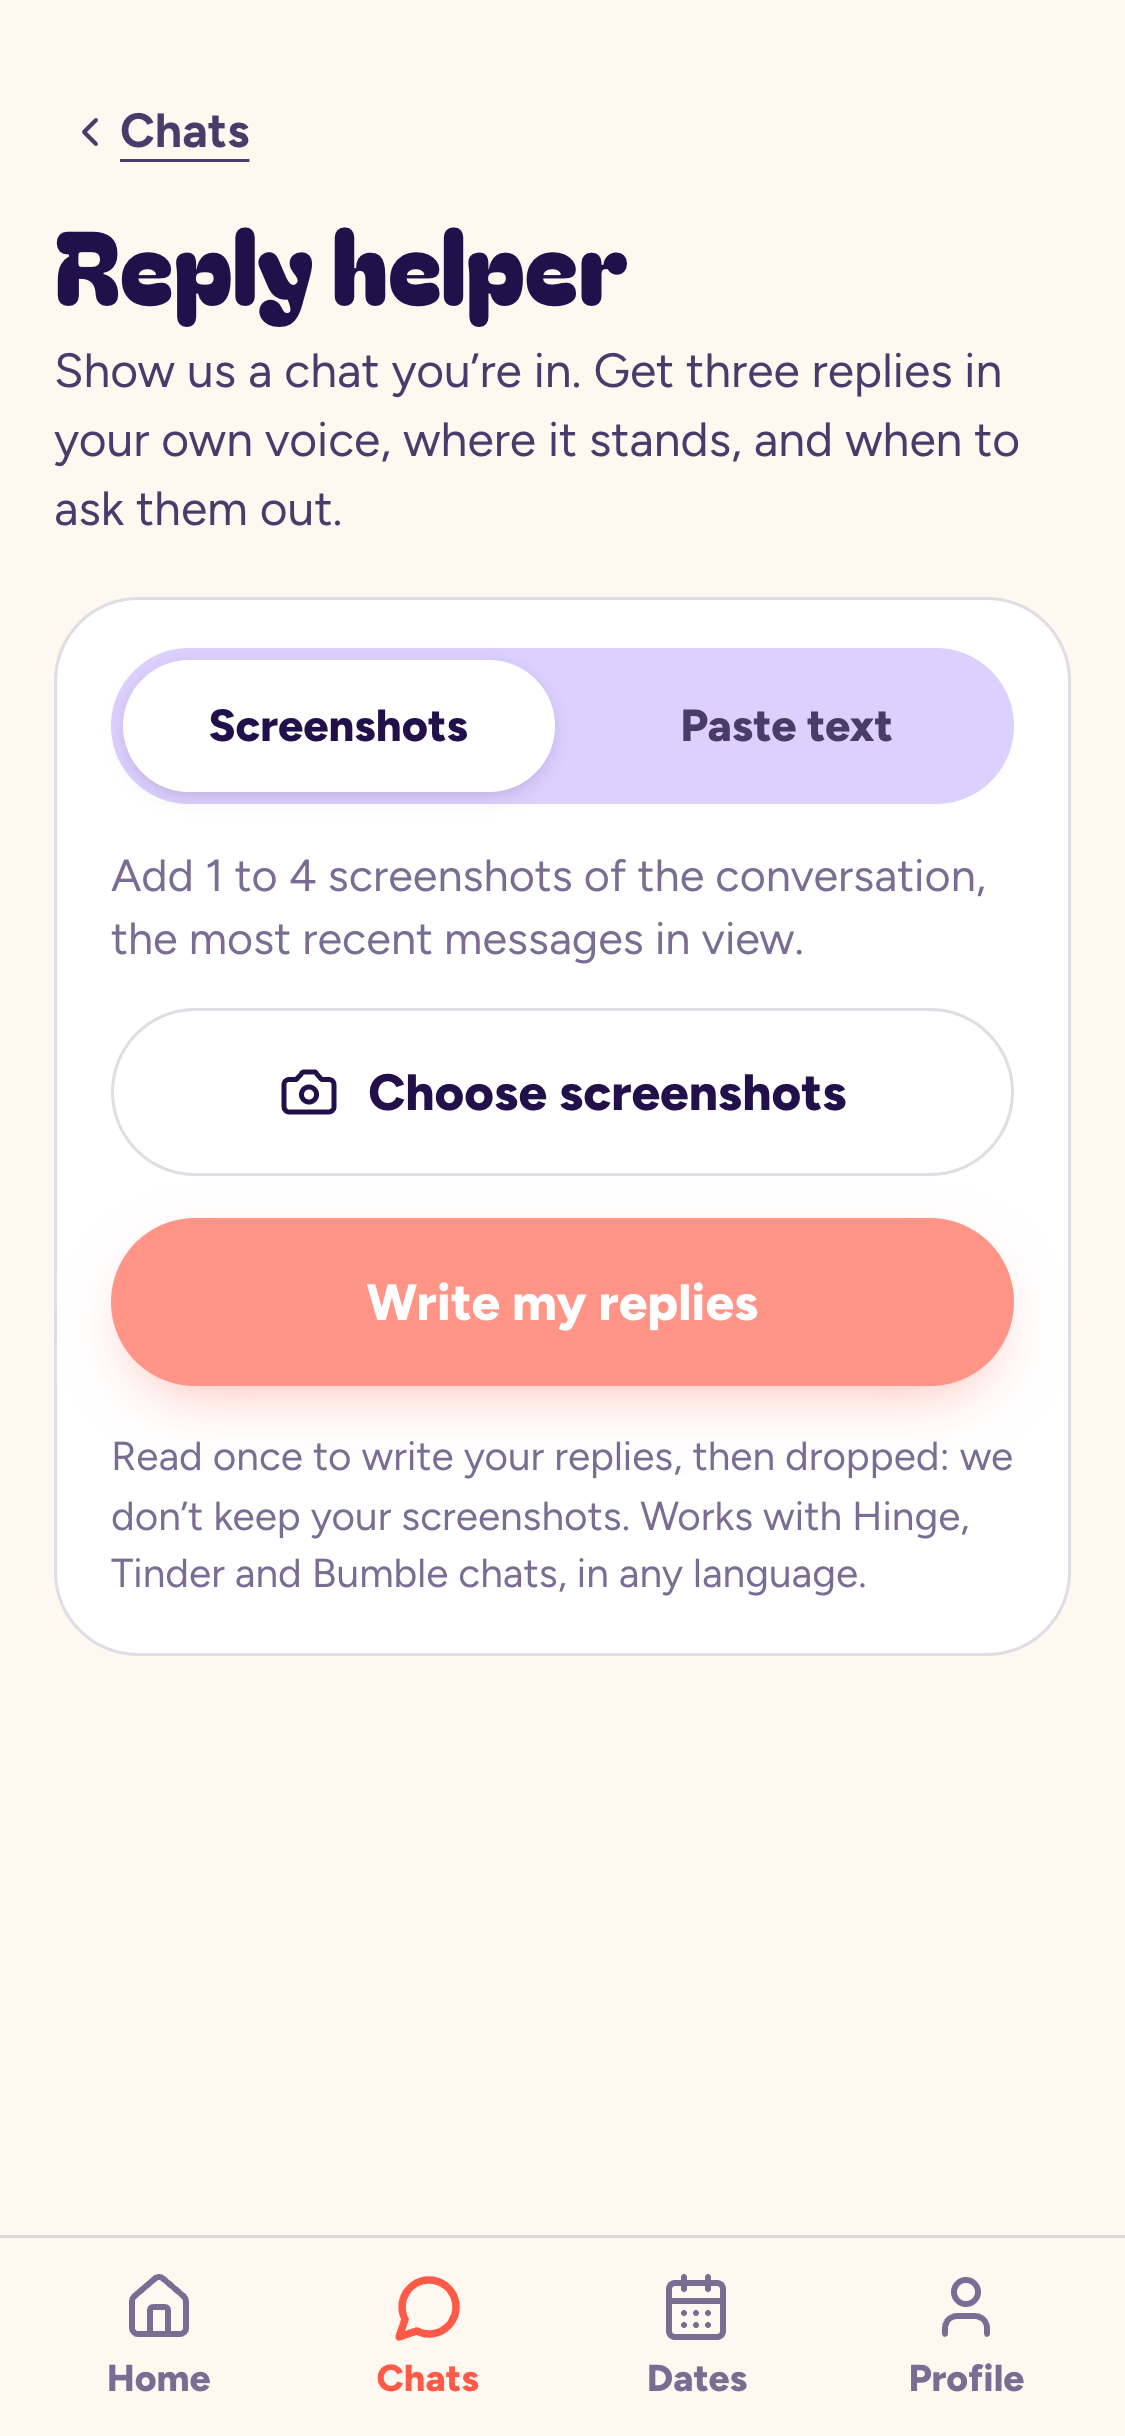 Chats
Reply helper
Show us a chat you’re in. Get three replies in
your own voice, where it stands, and when to
ask them out.
Screenshots
Paste text
Add 1 to 4 screenshots of the conversation,
the most recent messages in view.
Choose screenshots
Write my replies
Read once to write your replies, then dropped: we
don’t keep your screenshots. Works with Hinge,
Tinder and Bumble chats, in any language.
Home
Chats
Dates
Profile